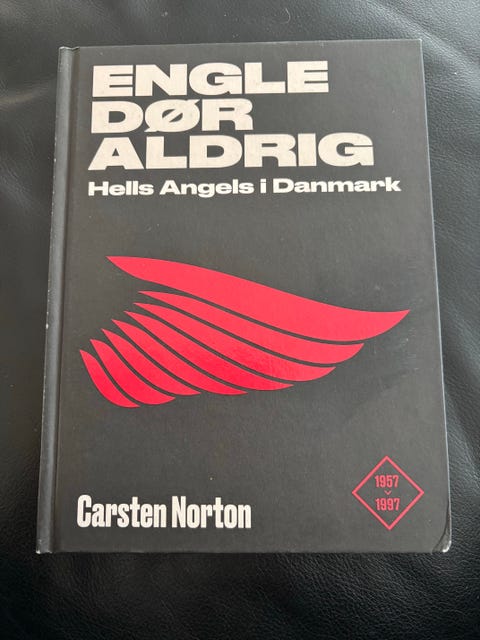 ENGLE
DØR
ALDRIG
Hells Angels i Danmark
1957
1997
Carsten Norton